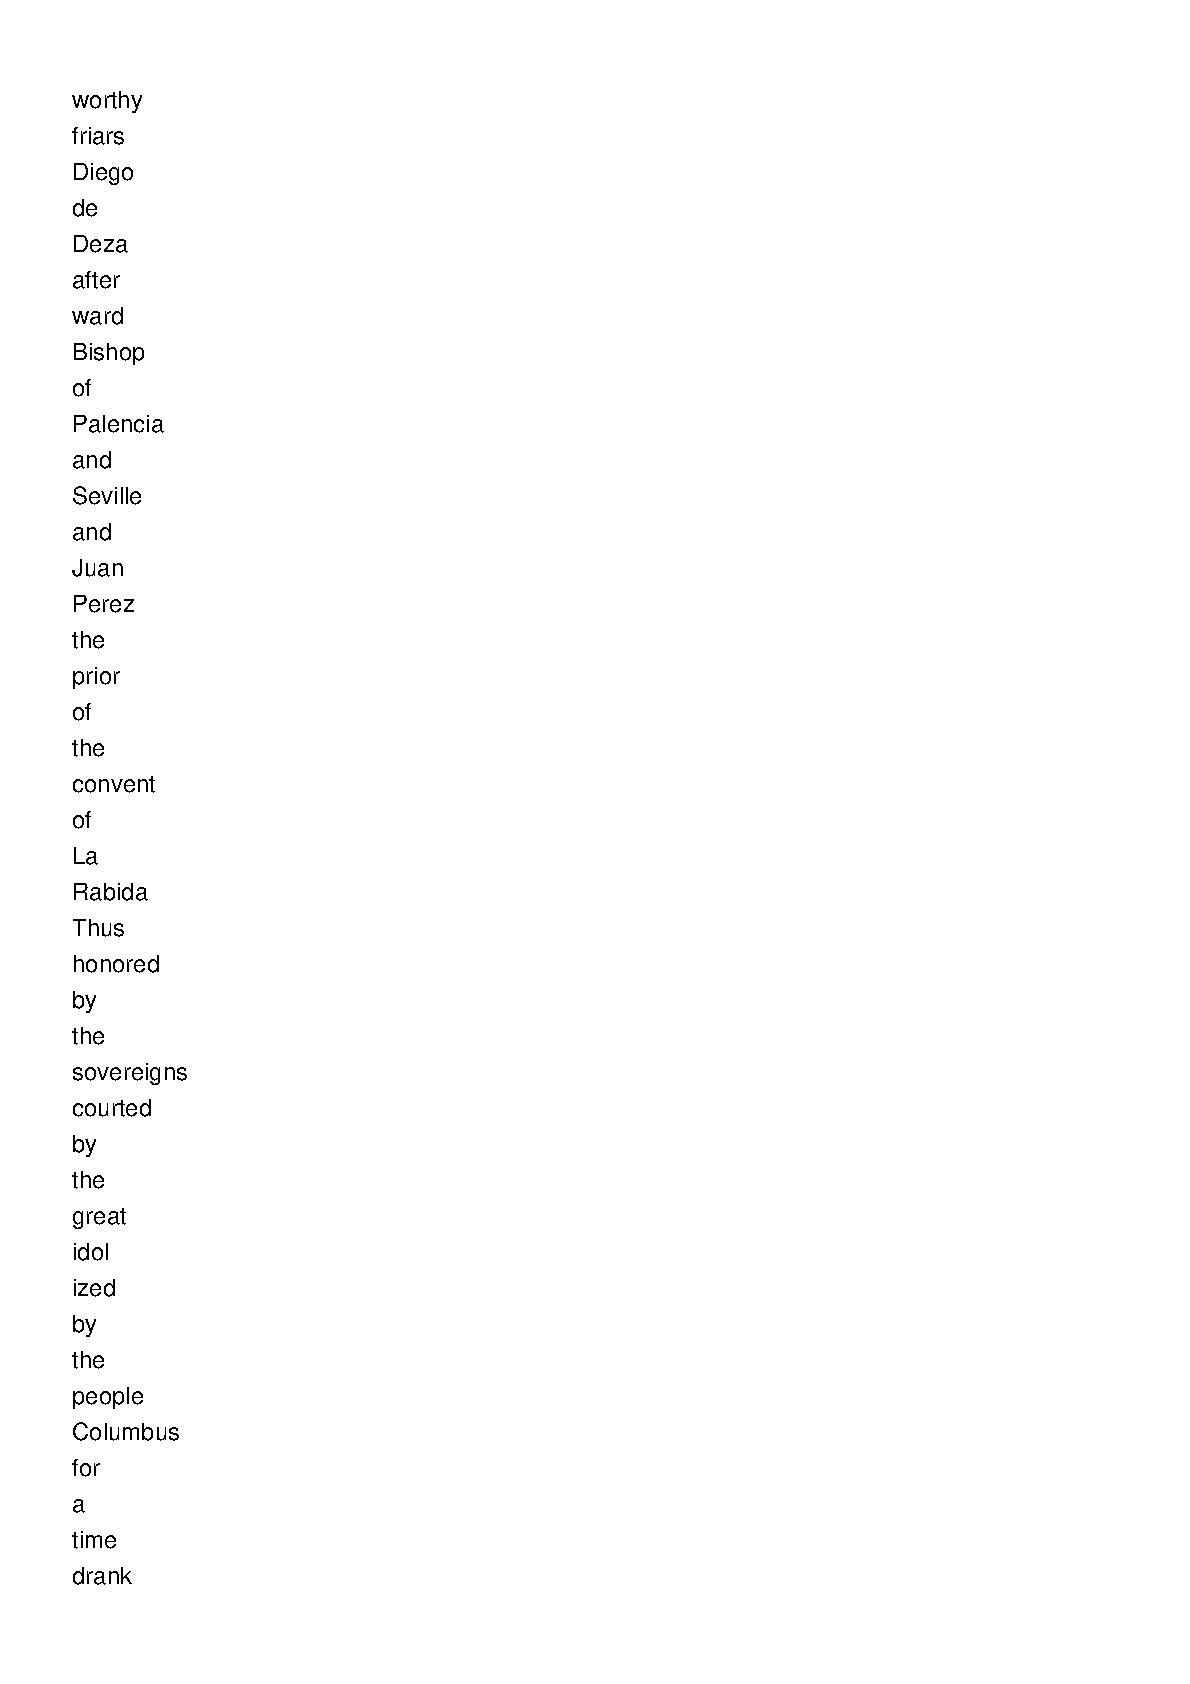 worthy
friars
Diego
de
Deza
after
ward
Bishop
of
Palencia
and
Seville
and
Juan
Perez
the
prior
of
the
convent
of
La
Rabida
Thus
honored
by
the
sovereigns
courted
by
the
great
idol
ized
by
the
people
Columbus
for
a
time
drank